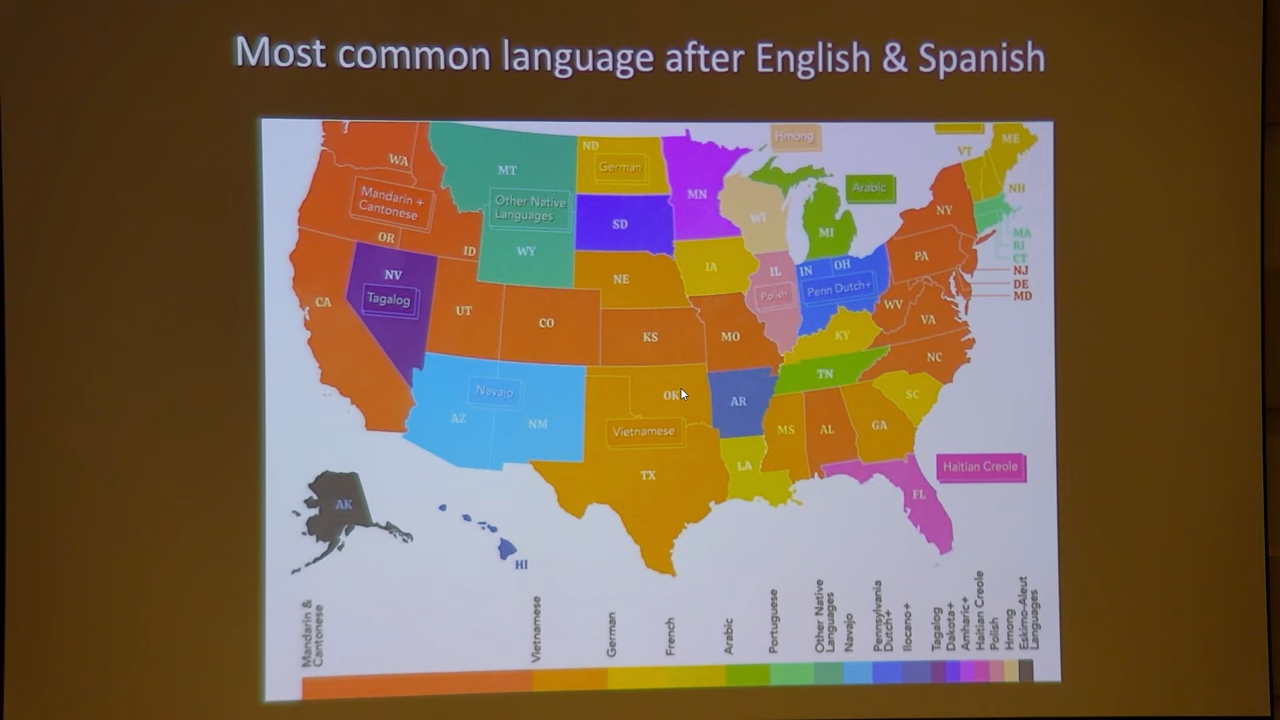 Most common language after English & Spanish
Hmong
ME
VT
ND
German
WA
MT
MN
Arabic
NH
Mandarin +
Cantonese
Other Native
Languages
SD
WI
MI
NY
MA
RI
CT
OR
ID
WY
IA
IL
IN
OH
PA
NJ
DE
MD
NV
Tagalog
NE
Polish
Penn Dutch+
CA
UT
CO
KS
MO
WV
VA
KY
NC
TN
Navajo
AZ
NM
OK
AR
SC
Vietnamese
MS
AL
GA
TX
LA
Haitian Creole
FL
AK
HI
Mandarin &
Cantonese
Vietnamese
German
French
Arabic
Portuguese
Other Native
Languages
Navajo
Pennsylvania
Dutch+
Ilocano+
Tagalog
Dakota+
Amharic+
Haitian Creole
Polish
Hmong
Eskimo-Aleut
Languages